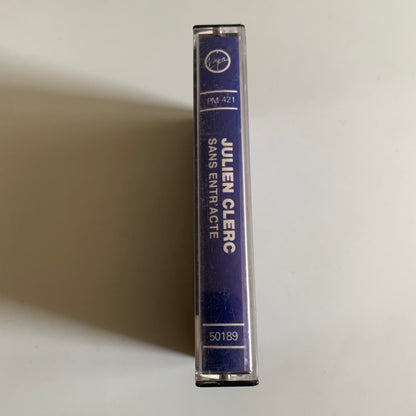 Virgin
PM 421
JULIEN CLERC
SANS ENTR'ACTE
50189